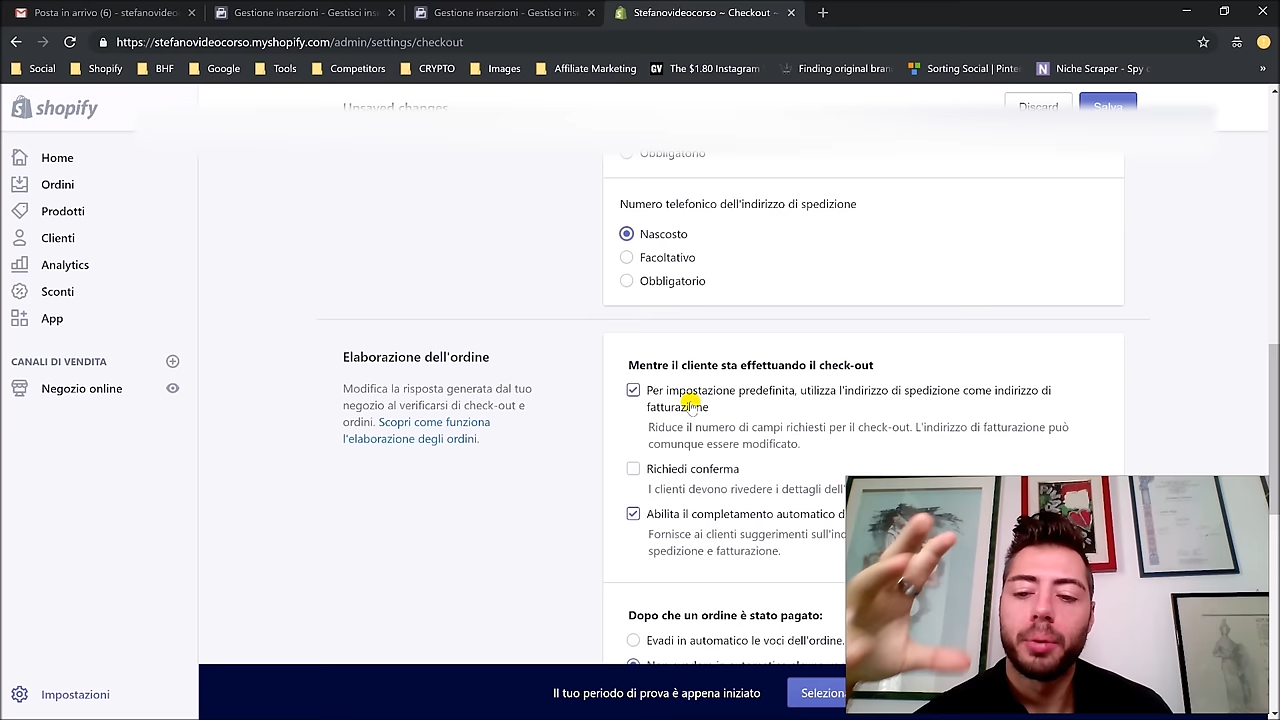 Posta in arrivo (6) - stefanovideo
Gestione inserzioni - Gestisci ins
Gestione inserzioni - Gestisci ins
Stefanovideocorso ~ Checkout ~
https://stefanovideocorso.myshopify.com/admin/settings/checkout
Social
Shopify
BHF
Google
Tools
Competitors
CRYPTO
Images
Affiliate Marketing
GV The $1.80 Instagram
Finding original bran
Sorting Social | Pinte
N Niche Scraper - Spy
»
shopify
Unsaved changes
Discard
Salva
Home
Ordini
Prodotti
Clienti
Analytics
Sconti
App
CANALI DI VENDITA
Negozio online
Impostazioni
Obbligatorio
Numero telefonico dell'indirizzo di spedizione
Nascosto
Facoltativo
Obbligatorio
Elaborazione dell'ordine
Modifica la risposta generata dal tuo
negozio al verificarsi di check-out e
ordini. Scopri come funziona
l'elaborazione degli ordini.
Mentre il cliente sta effettuando il check-out
Per impostazione predefinita, utilizza l'indirizzo di spedizione come indirizzo di
fatturazione
Riduce il numero di campi richiesti per il check-out. L'indirizzo di fatturazione può
comunque essere modificato.
Richiedi conferma
I clienti devono rivedere i dettagli dell'
Abilita il completamento automatico d
Fornisce ai clienti suggerimenti sull'ind
spedizione e fatturazione.
Dopo che un ordine è stato pagato:
Evadi in automatico le voci dell'ordine.
Il tuo periodo di prova è appena iniziato
Selezion